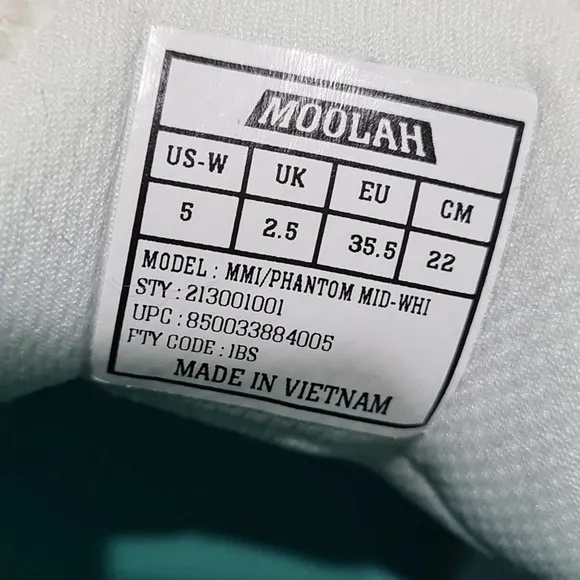 MOOLAH
US-W UK EU CM
5 2.5 35.5 22
MODEL : MMI/PHANTOM MID-WHI
STY : 213001001
UPC : 850033884005
FTY CODE : 1BS
MADE IN VIETNAM